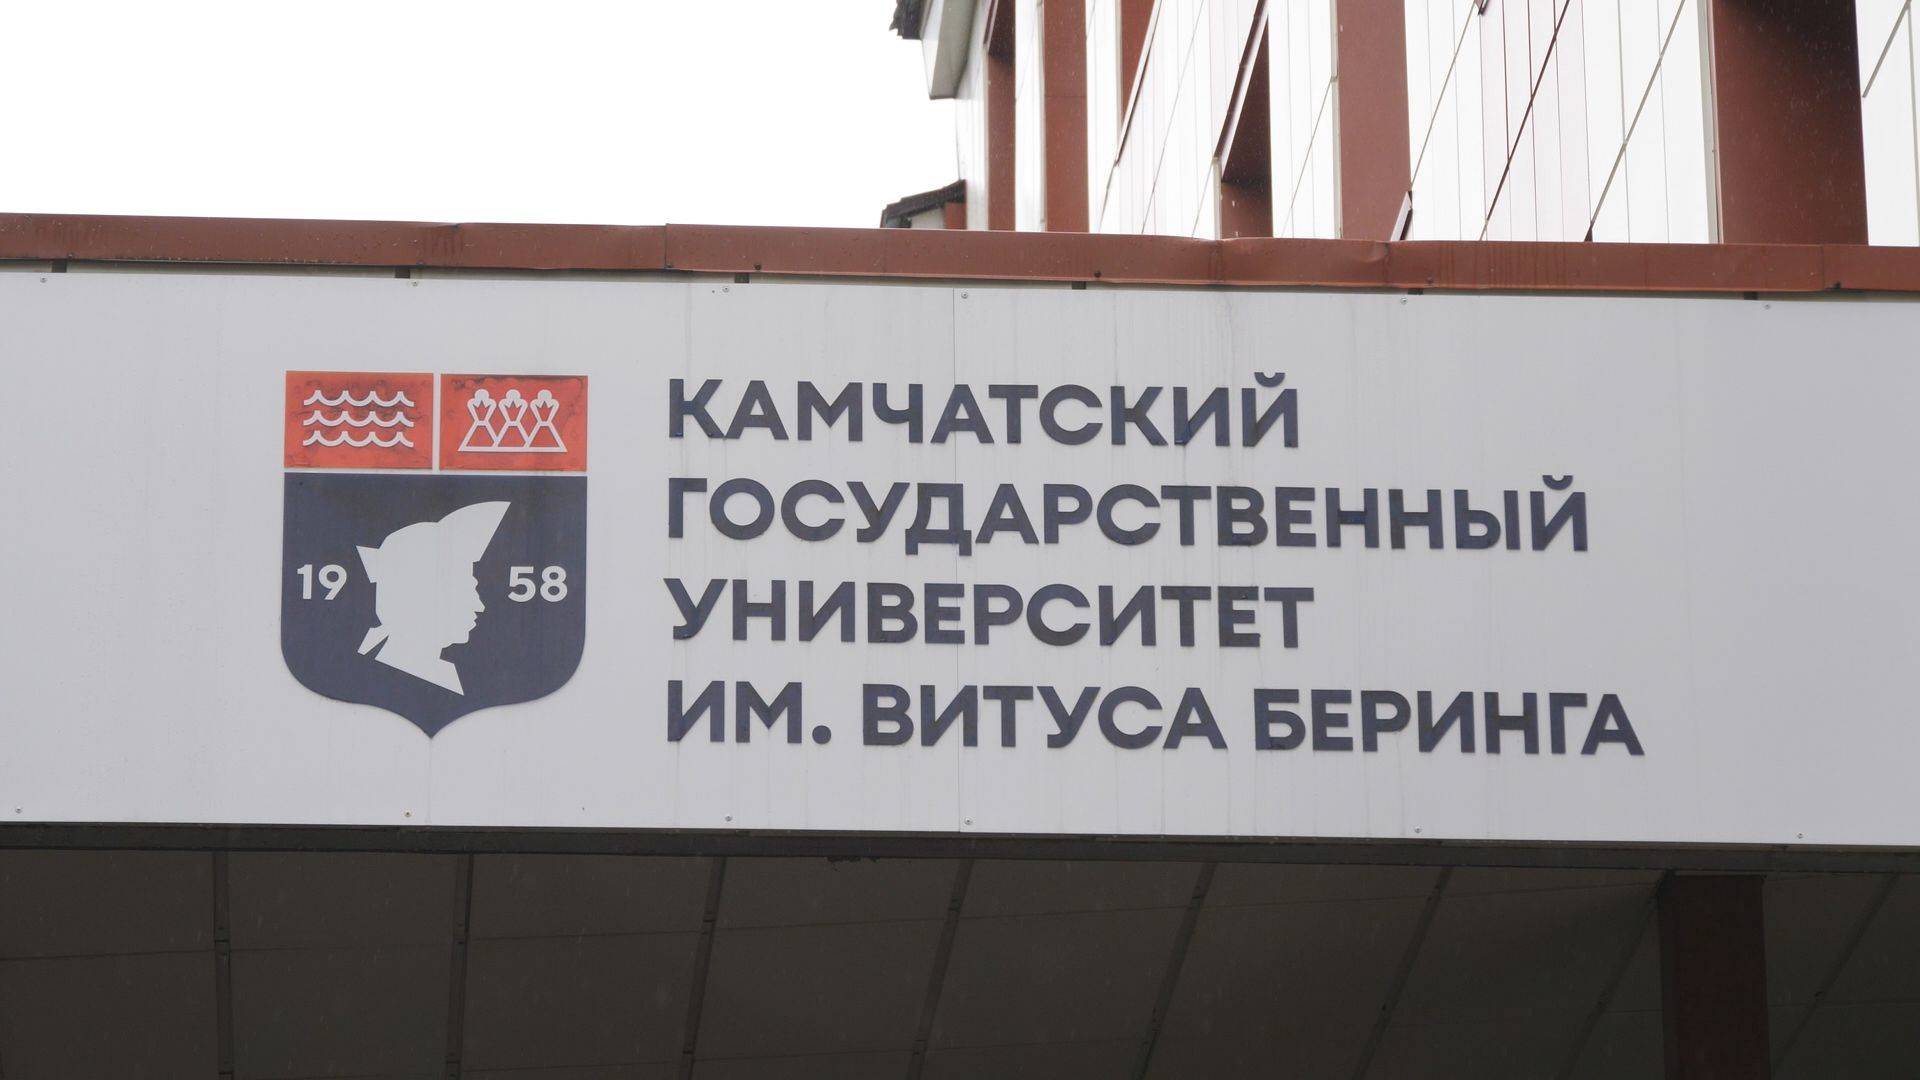 КАМЧАТСКИЙ
ГОСУДАРСТВЕННЫЙ
УНИВЕРСИТЕТ
ИМ. ВИТУСА БЕРИНГА
19 58